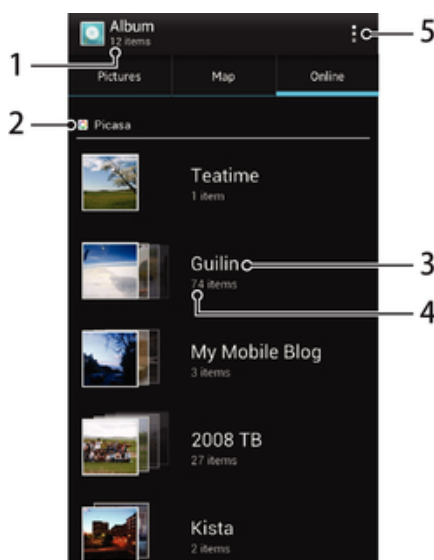 Album
12 items
5
1
Pictures Map Online
2
Picasa
Teatime
1 item
Guilin
3
74 items
4
My Mobile Blog
3 items
2008 TB
27 items
Kista
2 items